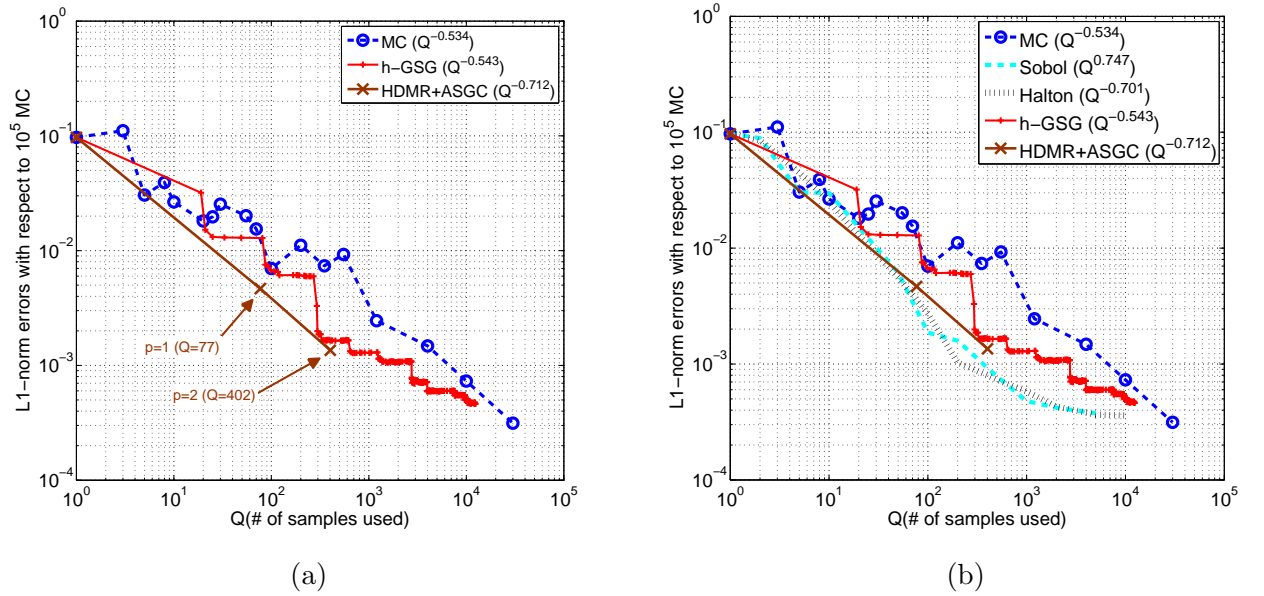 10^0
10^-1
10^-2
10^-3
10^-4
L1−norm errors with respect to 10^5 MC
MC (Q^−0.534)
h−GSG (Q^−0.543)
HDMR+ASGC (Q^−0.712)
p=1 (Q=77)
p=2 (Q=402)
10^0 10^1 10^2 10^3 10^4 10^5
Q(# of samples used)
(a)
10^0
10^-1
10^-2
10^-3
10^-4
L1−norm errors with respect to 10^5 MC
MC (Q^−0.534)
Sobol (Q^0.747)
Halton (Q^−0.701)
h−GSG (Q^−0.543)
HDMR+ASGC (Q^−0.712)
10^0 10^1 10^2 10^3 10^4 10^5
Q(# of samples used)
(b)